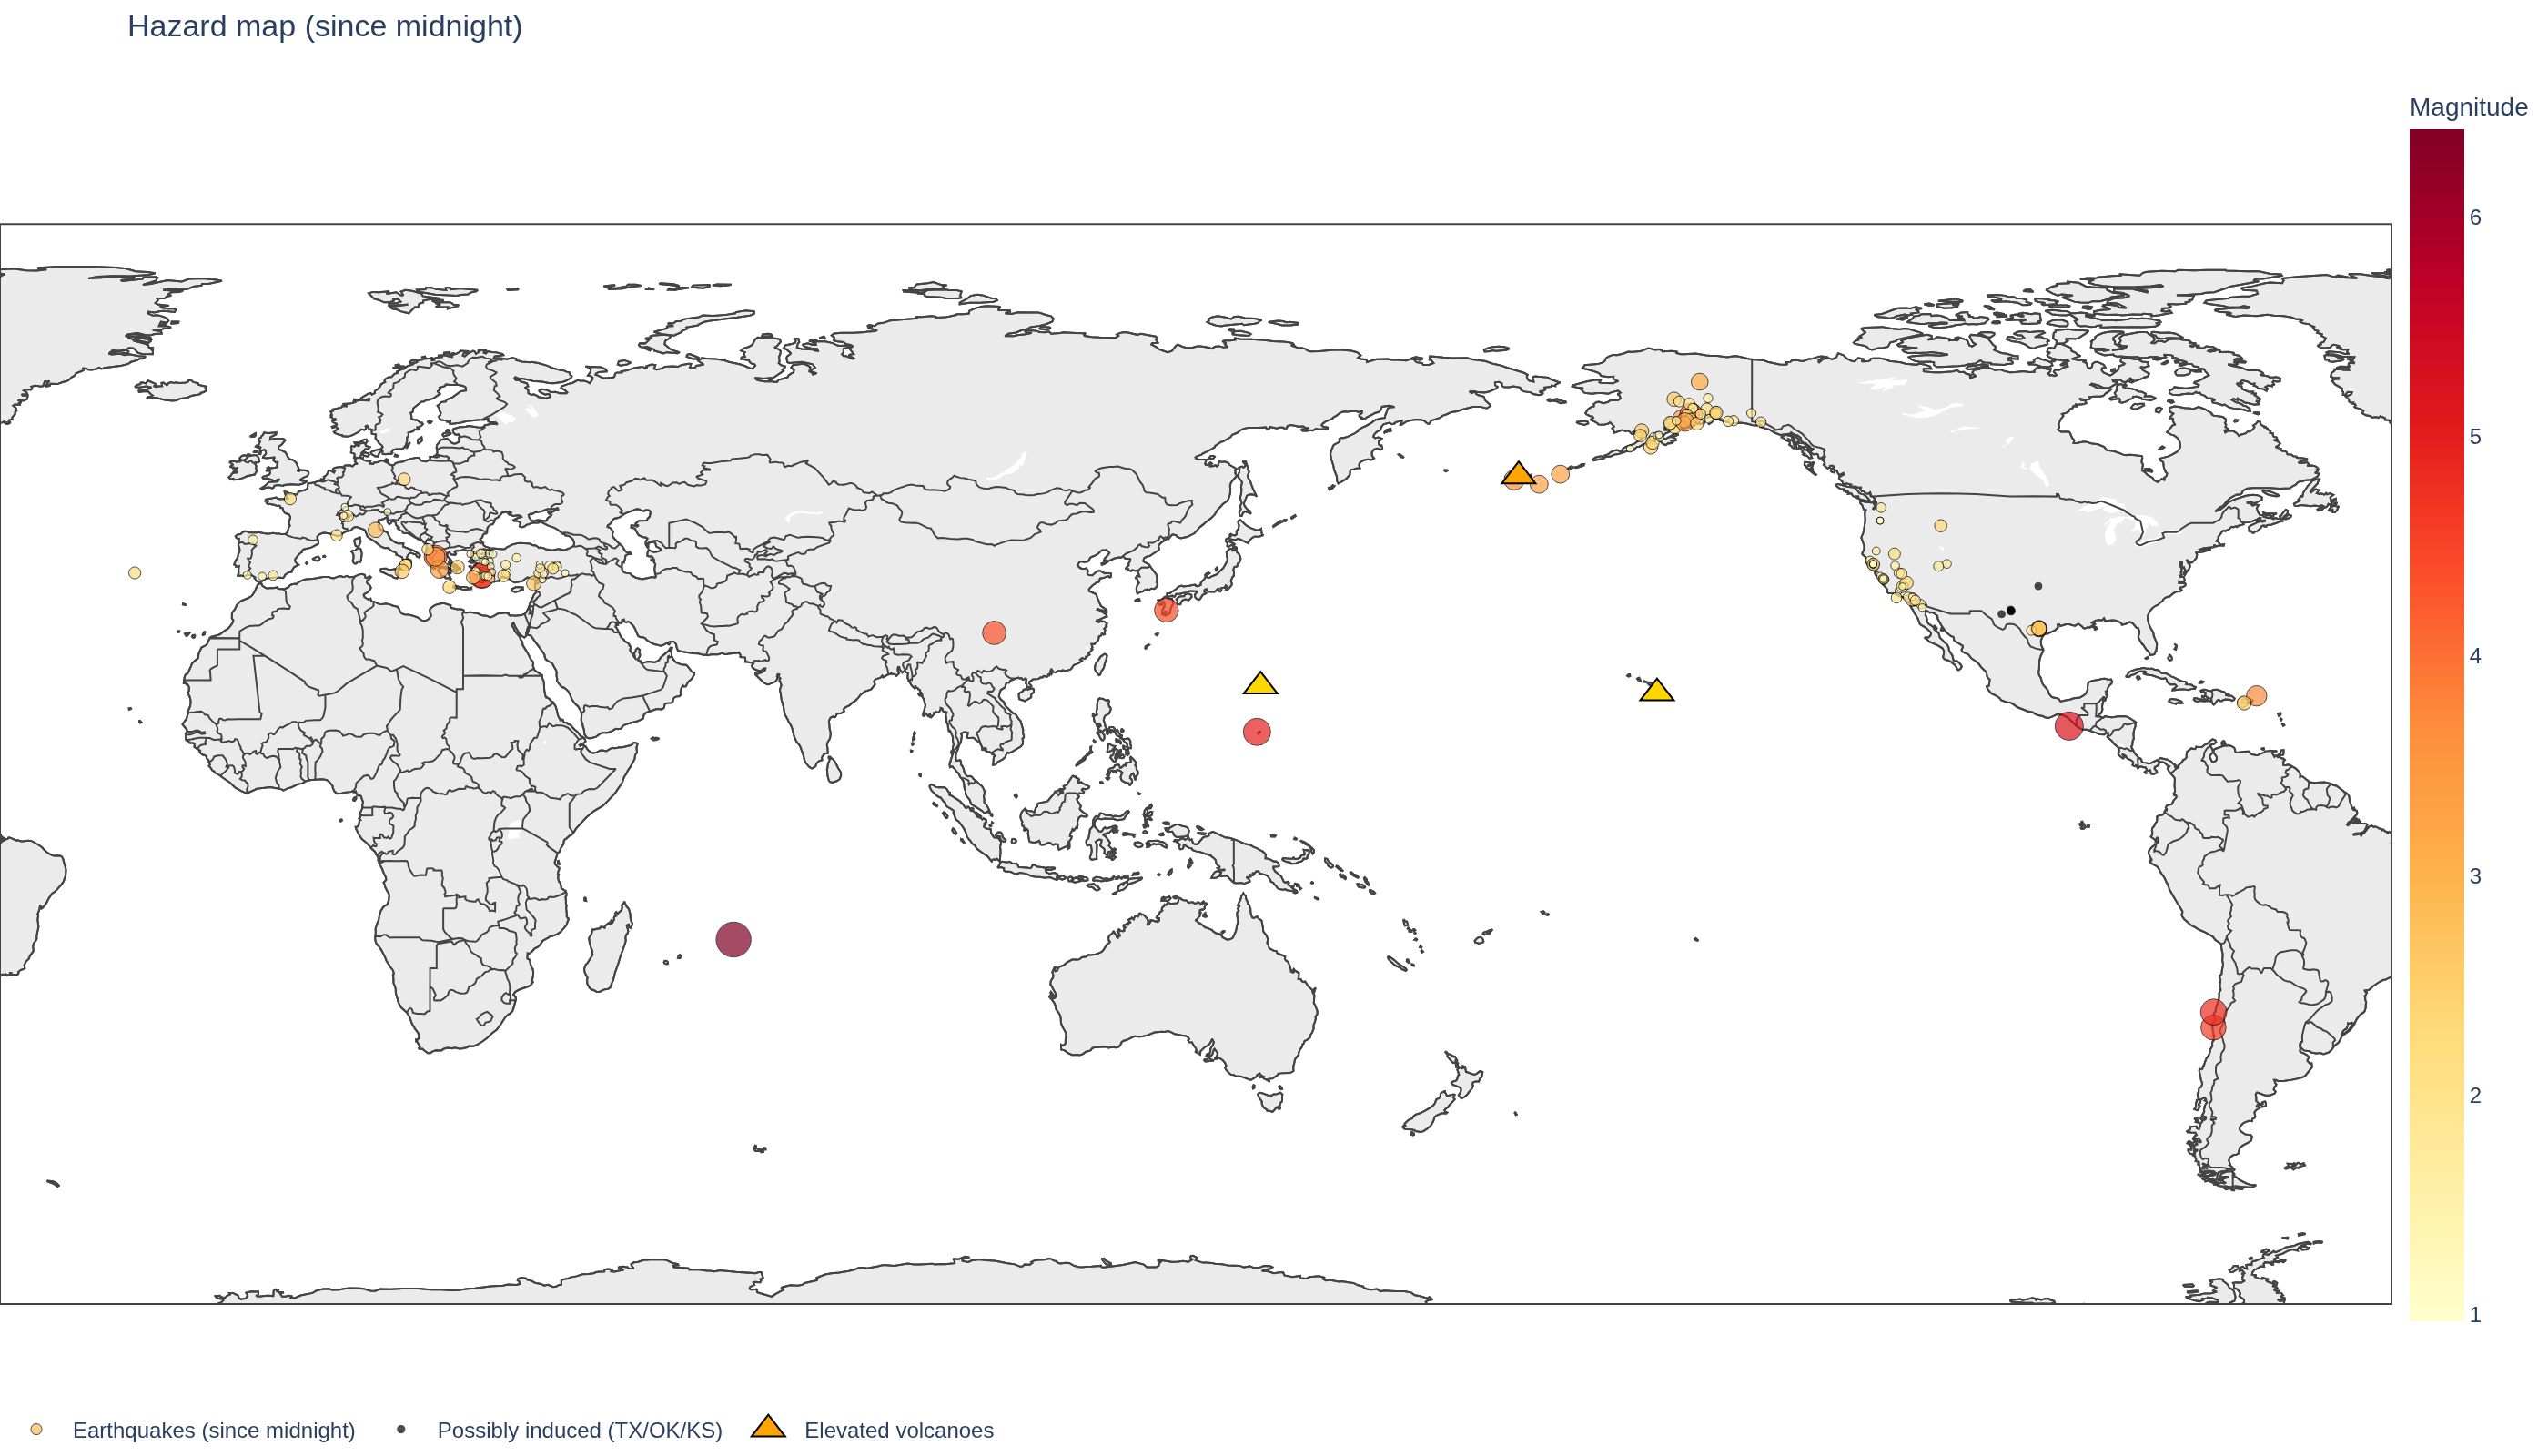 Hazard map (since midnight)
Magnitude
6
5
4
3
2
1
Earthquakes (since midnight)
Possibly induced (TX/OK/KS)
Elevated volcanoes